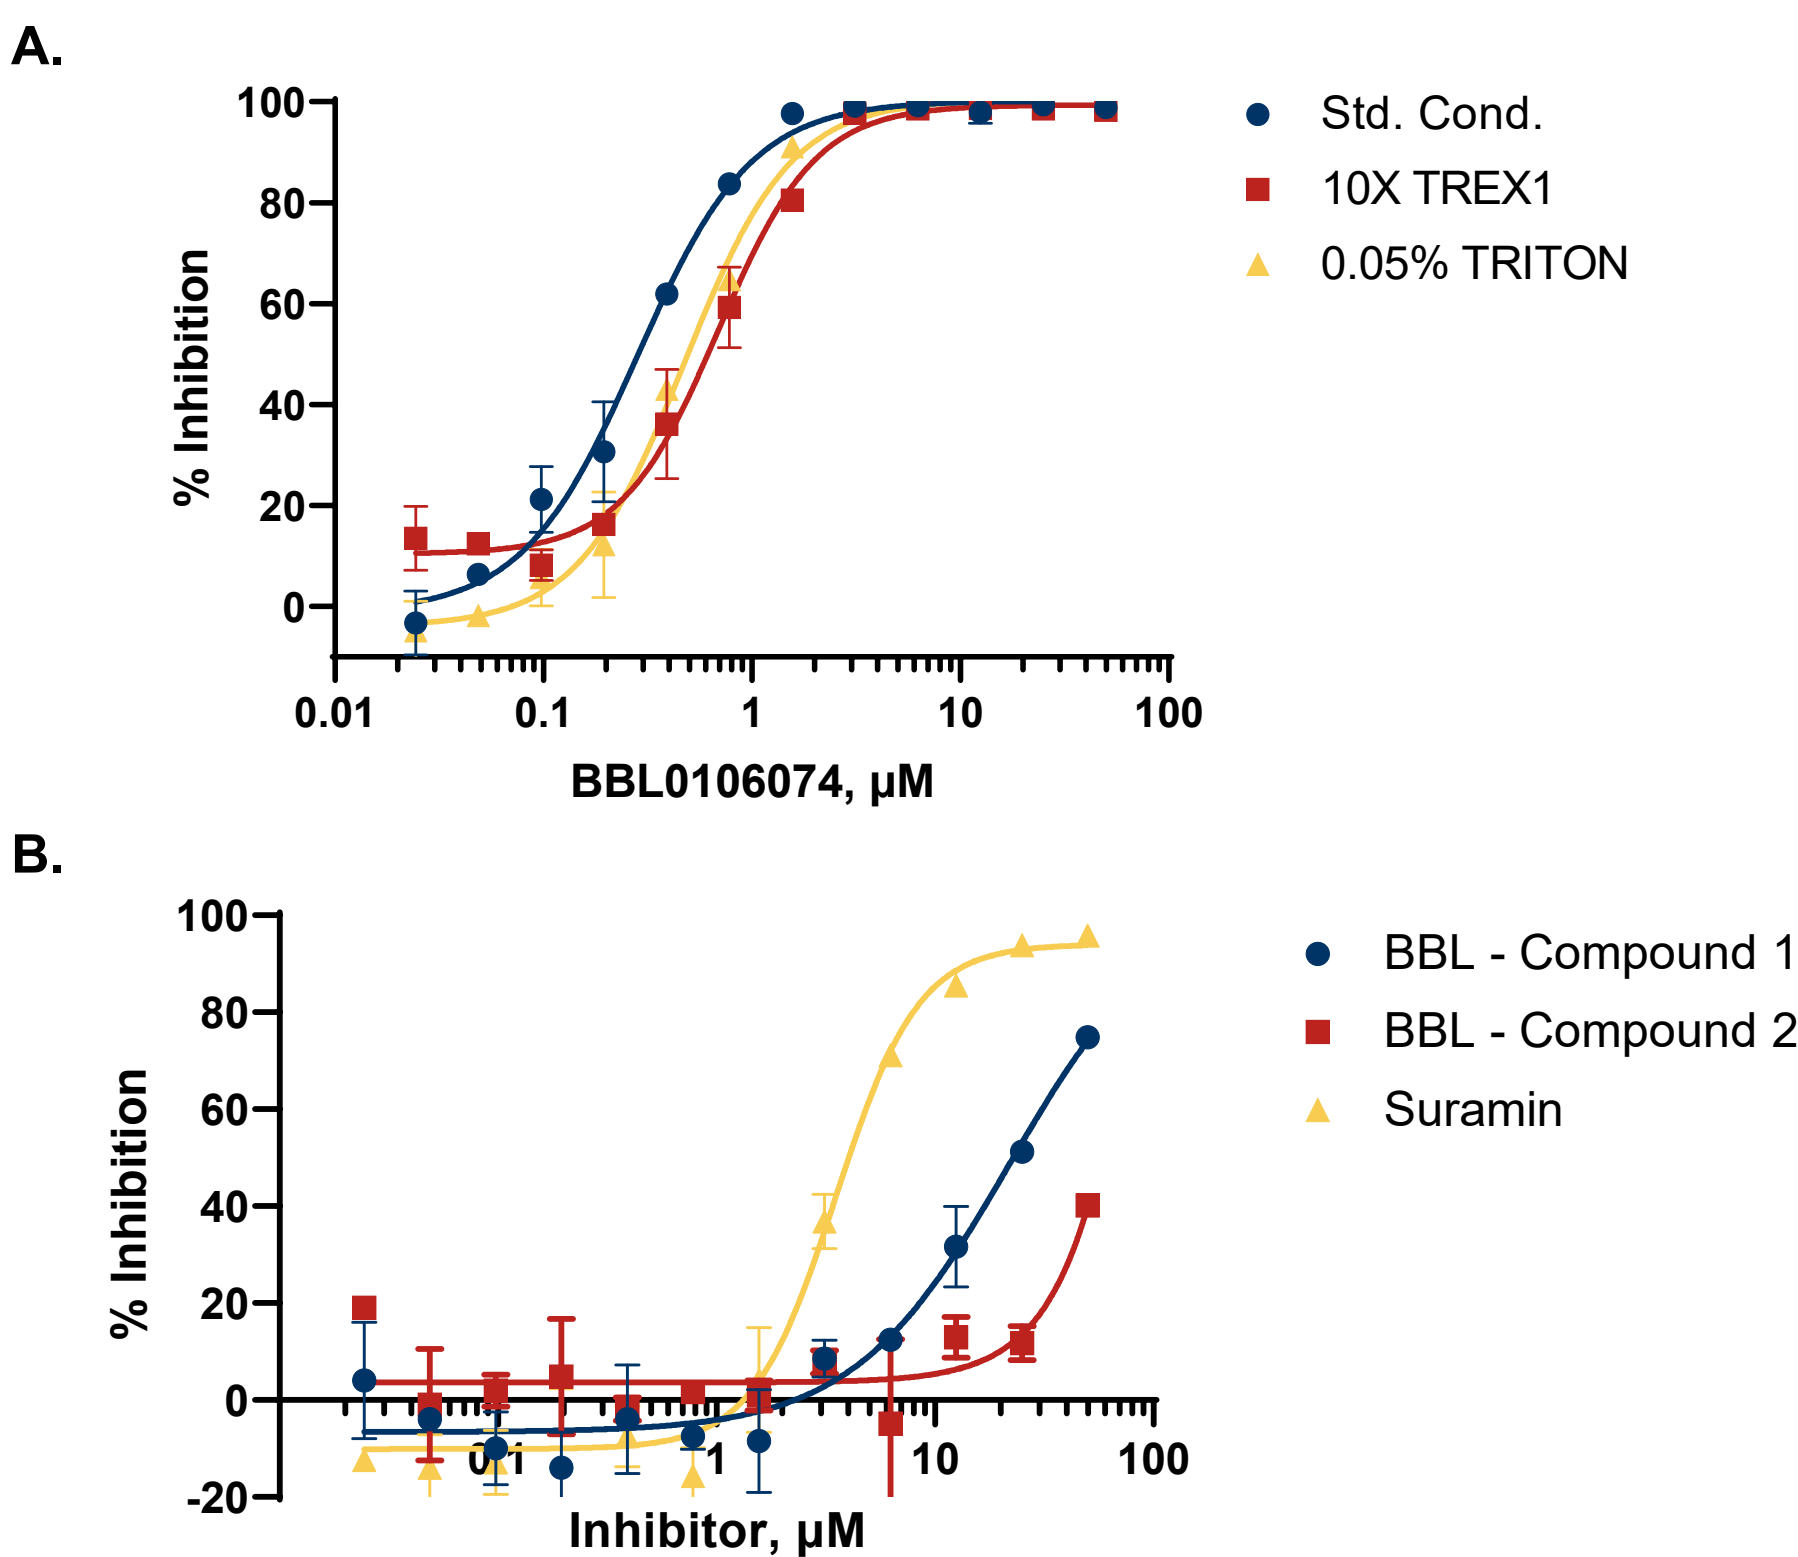 A.
100
80
60
40
20
0
% Inhibition
0.01 0.1 1 10 100
BBL0106074, µM
Std. Cond.
10X TREX1
0.05% TRITON
B.
100
80
60
40
20
0
-20
% Inhibition
0.1 1 10 100
Inhibitor, µM
BBL - Compound 1
BBL - Compound 2
Suramin